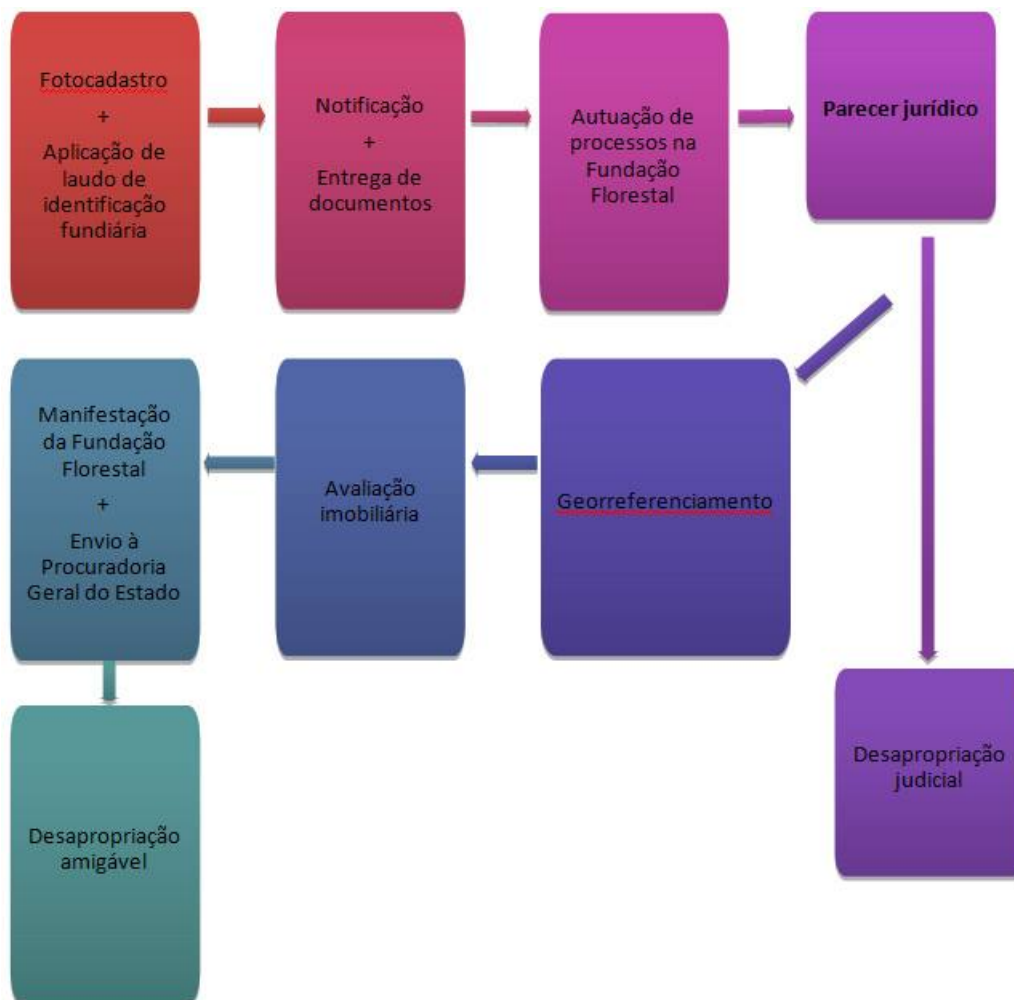 Fotocadastro
+
Aplicação de
laudo de
identificação
fundiária
Notificação
+
Entrega de
documentos
Autuação de
processos na
Fundação
Florestal
Parecer jurídico
Georreferenciamento
Avaliação
imobiliária
Manifestação
da Fundação
Florestal
+
Envio à
Procuradoria
Geral do Estado
Desapropriação
amigável
Desapropriação
judicial